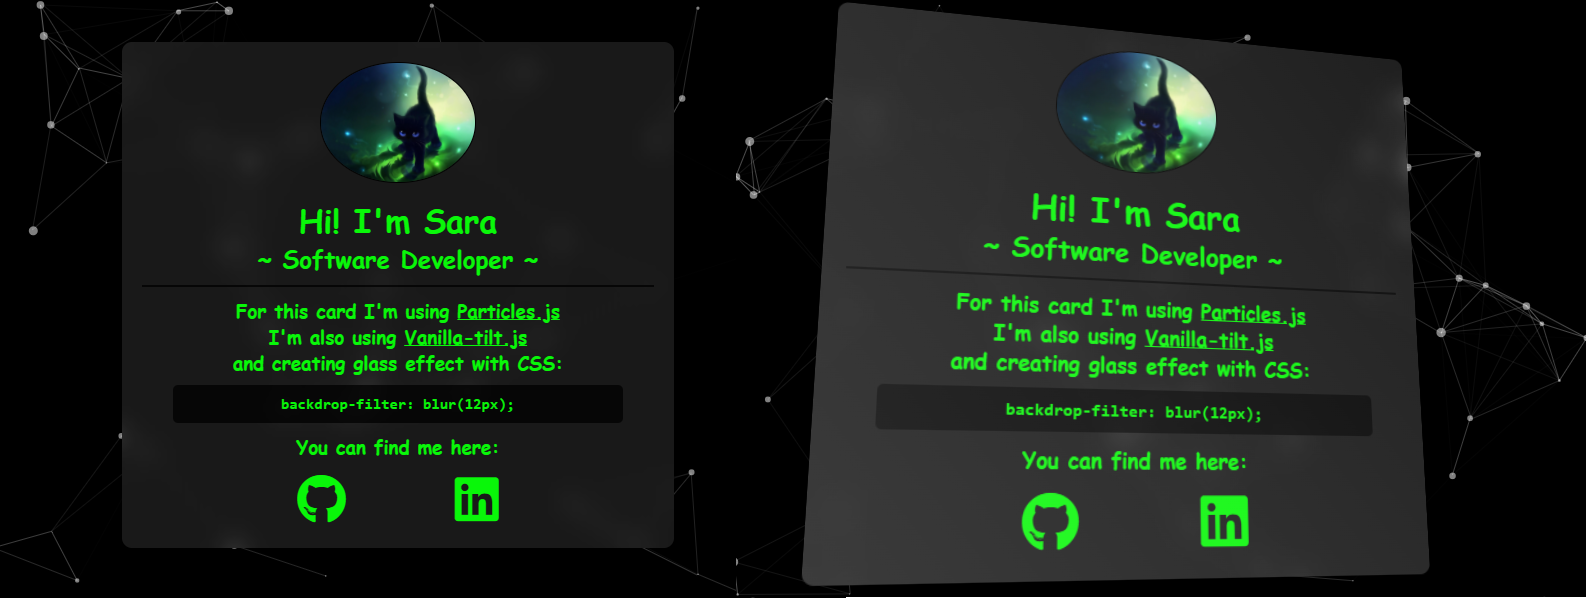 Hi! I'm Sara
~ Software Developer ~
For this card I'm using Particles.js
I'm also using Vanilla-tilt.js
and creating glass effect with CSS:
backdrop-filter: blur(12px);
You can find me here:
in
Hi! I'm Sara
~ Software Developer ~
For this card I'm using Particles.js
I'm also using Vanilla-tilt.js
and creating glass effect with CSS:
backdrop-filter: blur(12px);
You can find me here:
in